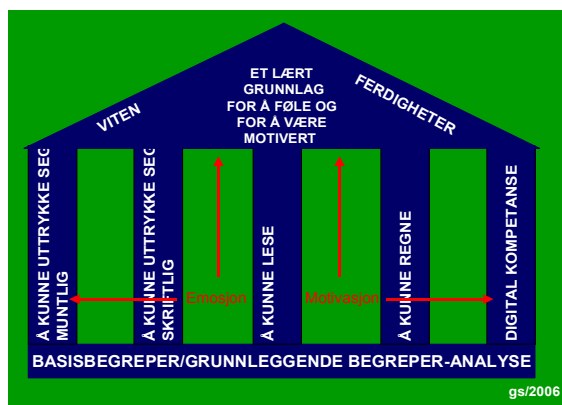 ET LÆRT
GRUNNLAG
FOR Å FØLE OG
FOR Å VÆRE
MOTIVERT
VITEN
FERDIGHETER
Å KUNNE UTTRYKKE SEG
MUNTLIG
Å KUNNE UTTRYKKE SEG
SKRIFTLIG
Å KUNNE LESE
Å KUNNE REGNE
DIGITAL KOMPETANSE
Emosjon
Motivasjon
BASISBEGREPER/GRUNNLEGGENDE BEGREPER-ANALYSE
gs/2006